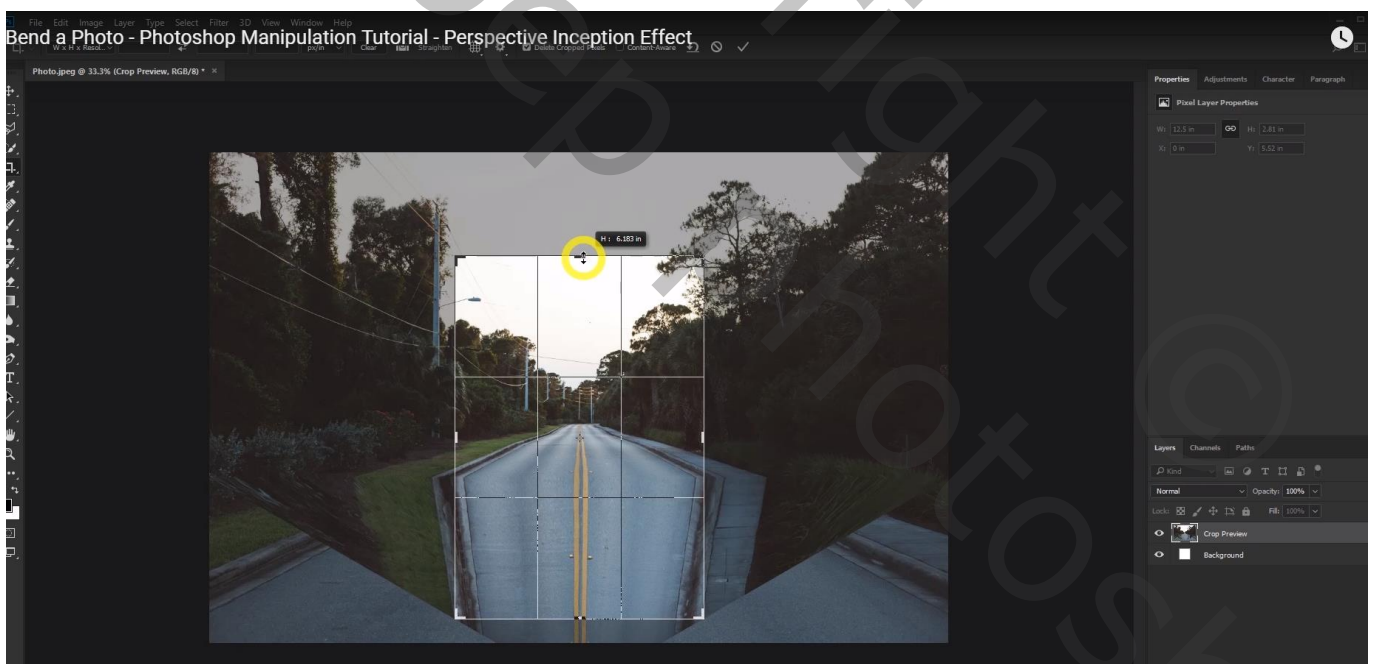 File Edit Image Layer Type Select Filter 3D View Window Help
Bend a Photo - Photoshop Manipulation Tutorial - Perspective Inception Effect
W x H x Resol... px/in Clear Straighten Delete Cropped Pixels Content-Aware
Photo.jpeg @ 33.3% (Crop Preview, RGB/8) *
Properties Adjustments Character Paragraph
Pixel Layer Properties
W: 12.5 in H: 2.81 in
X: 0 in Y: 5.52 in
H: 6.183 in
Layers Channels Paths
Kind
Normal Opacity: 100%
Lock: Fill: 100%
Crop Preview
Background